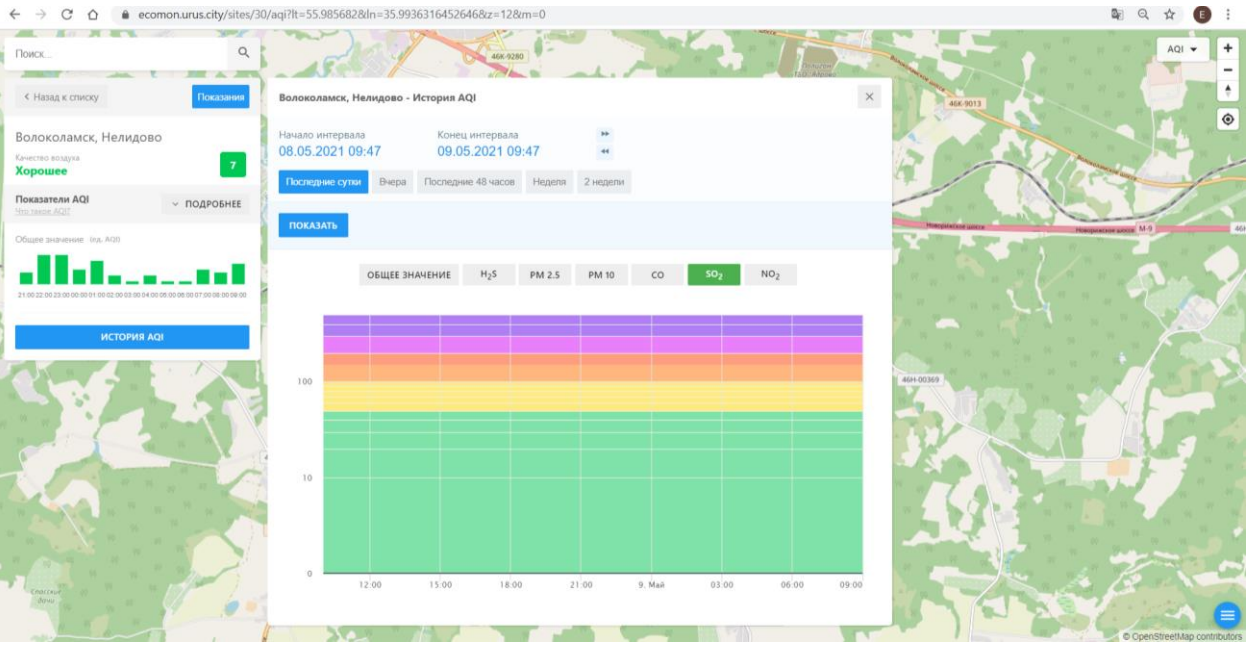 ecomon.urus.city/sites/30/aqi?lt=55.985682&ln=35.99363164526468&z=12&m=0
E
Поиск...
AQI
+
−
46К-9280
46К-9013
Назад к списку
Показания
Волоколамск, Нелидово
Качество воздуха
Хорошее
7
Показатели AQI
Что такое AQI?
ПОДРОБНЕЕ
Общее значение (ед. AQI)
21:00 22:00 23:00 00:00 01:00 02:00 03:00 04:00 05:00 06:00 07:00 08:00 09:00
ИСТОРИЯ AQI
Волоколамск, Нелидово - История AQI
×
Начало интервала
Конец интервала
08.05.2021 09:47
09.05.2021 09:47
Последние сутки
Вчера
Последние 48 часов
Неделя
2 недели
ПОКАЗАТЬ
ОБЩЕЕ ЗНАЧЕНИЕ
H₂S
PM 2.5
PM 10
CO
SO₂
NO₂
100
10
0
12:00
15:00
18:00
21:00
9. Май
03:00
06:00
09:00
Волоколамское шоссе
Новорижское шоссе
Новорижское шоссе
М-9
46Н-00369
Спасские
дачи
© OpenStreetMap contributors